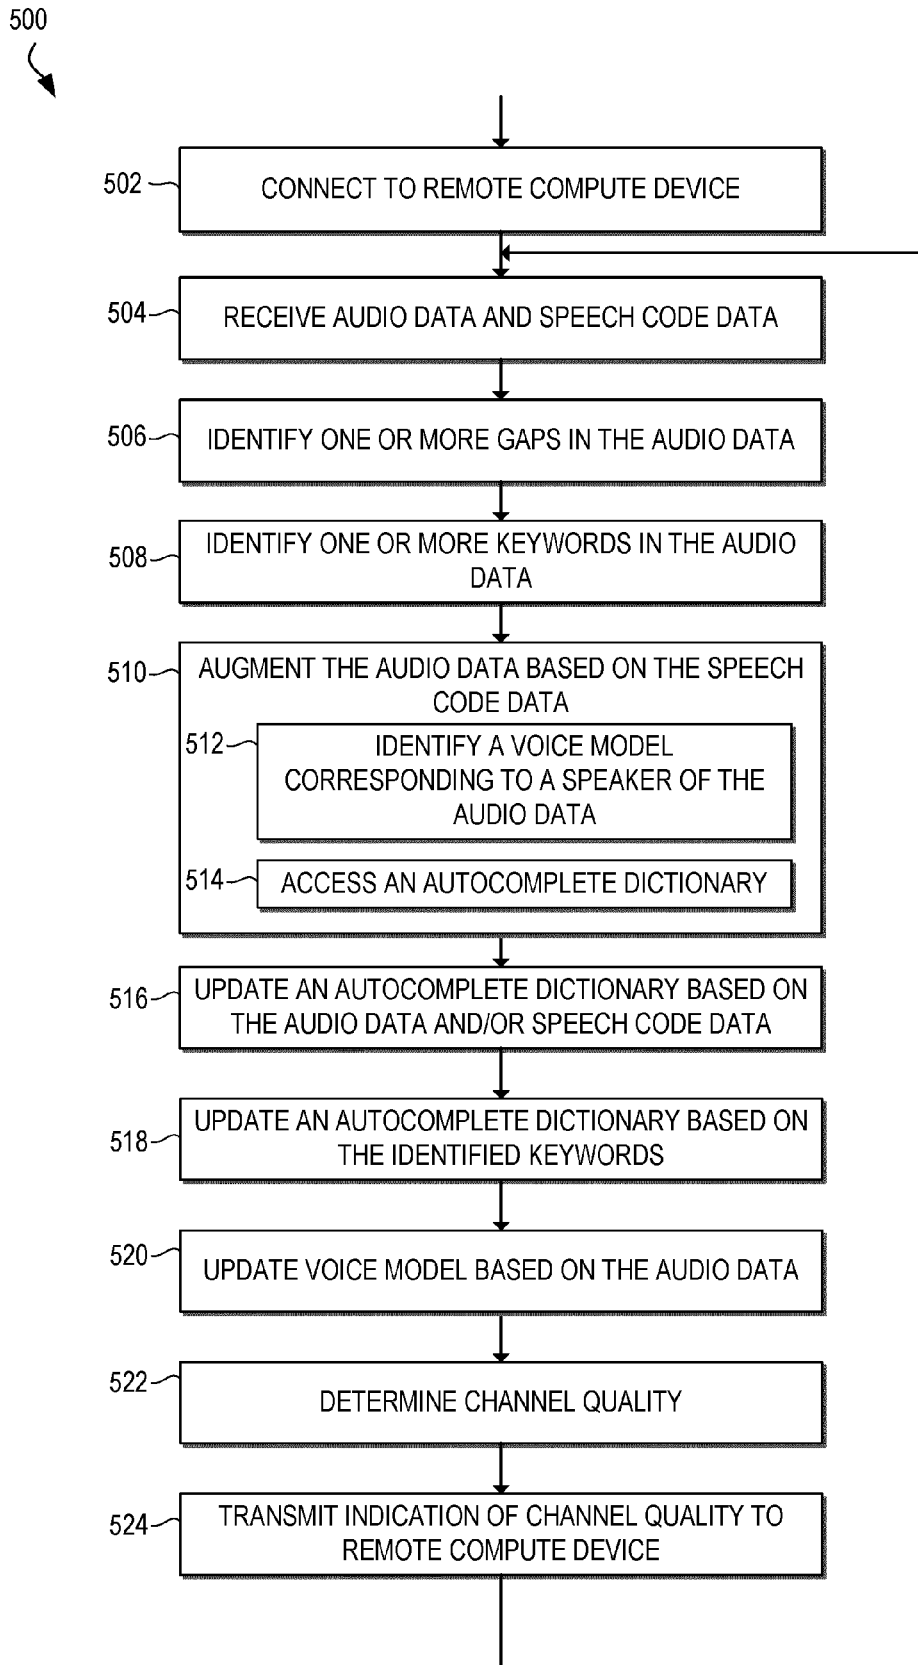 500
502
CONNECT TO REMOTE COMPUTE DEVICE
504
RECEIVE AUDIO DATA AND SPEECH CODE DATA
506
IDENTIFY ONE OR MORE GAPS IN THE AUDIO DATA
508
IDENTIFY ONE OR MORE KEYWORDS IN THE AUDIO
DATA
510
AUGMENT THE AUDIO DATA BASED ON THE SPEECH
CODE DATA
512
IDENTIFY A VOICE MODEL
CORRESPONDING TO A SPEAKER OF THE
AUDIO DATA
514
ACCESS AN AUTOCOMPLETE DICTIONARY
516
UPDATE AN AUTOCOMPLETE DICTIONARY BASED ON
THE AUDIO DATA AND/OR SPEECH CODE DATA
518
UPDATE AN AUTOCOMPLETE DICTIONARY BASED ON
THE IDENTIFIED KEYWORDS
520
UPDATE VOICE MODEL BASED ON THE AUDIO DATA
522
DETERMINE CHANNEL QUALITY
524
TRANSMIT INDICATION OF CHANNEL QUALITY TO
REMOTE COMPUTE DEVICE